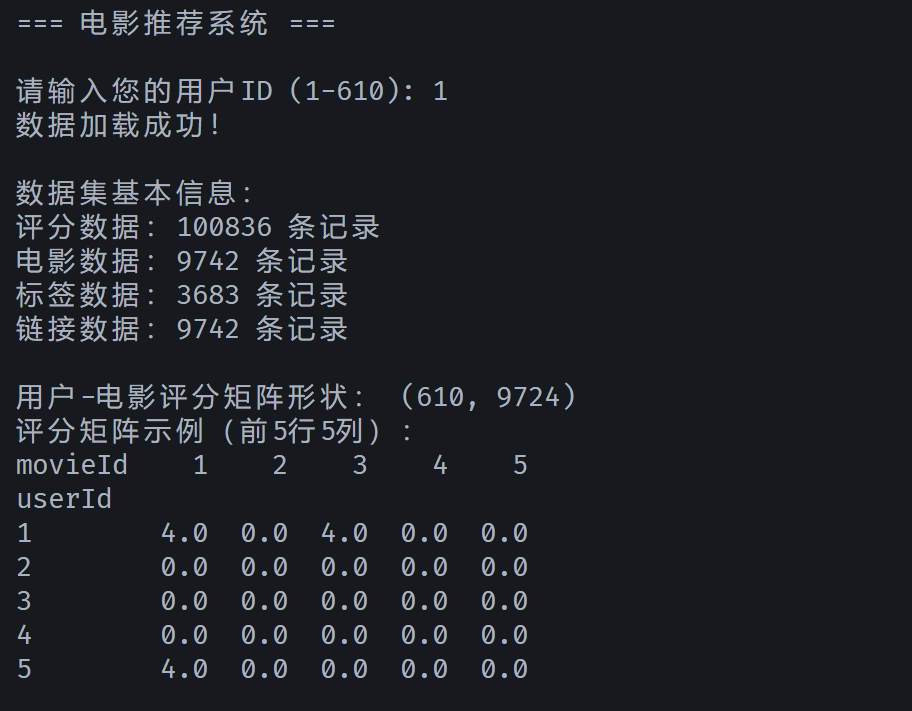 === 电影推荐系统 ===
请输入您的用户ID (1-610): 1
数据加载成功!
数据集基本信息:
评分数据: 100836 条记录
电影数据: 9742 条记录
标签数据: 3683 条记录
链接数据: 9742 条记录
用户-电影评分矩阵形状: (610, 9724)
评分矩阵示例 (前5行5列) :
movieId 1 2 3 4 5
userId
1 4.0 0.0 4.0 0.0 0.0
2 0.0 0.0 0.0 0.0 0.0
3 0.0 0.0 0.0 0.0 0.0
4 0.0 0.0 0.0 0.0 0.0
5 4.0 0.0 0.0 0.0 0.0